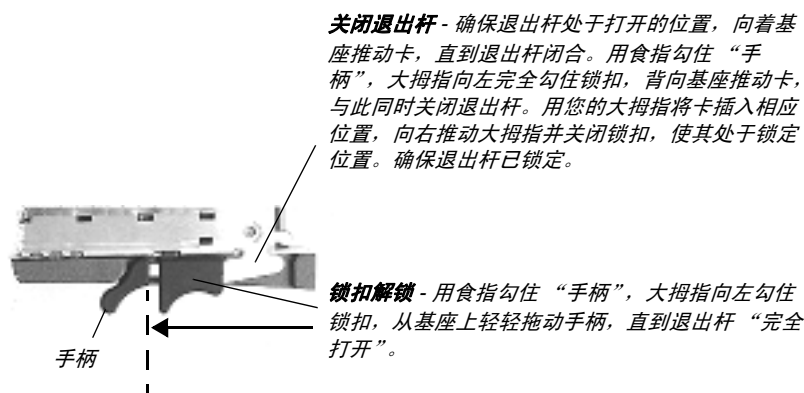 关闭退出杆 - 确保退出杆处于打开的位置，向着基
座推动卡，直到退出杆闭合。用食指勾住 “手
柄”，大拇指向左完全勾住锁扣，背向基座推动卡，
与此同时关闭退出杆。用您的大拇指将卡插入相应
位置，向右推动大拇指并关闭锁扣，使其处于锁定
位置。确保退出杆已锁定。
锁扣解锁 - 用食指勾住 “手柄”，大拇指向左勾住
锁扣，从基座上轻轻拖动手柄，直到退出杆 “完全
打开”。
手柄